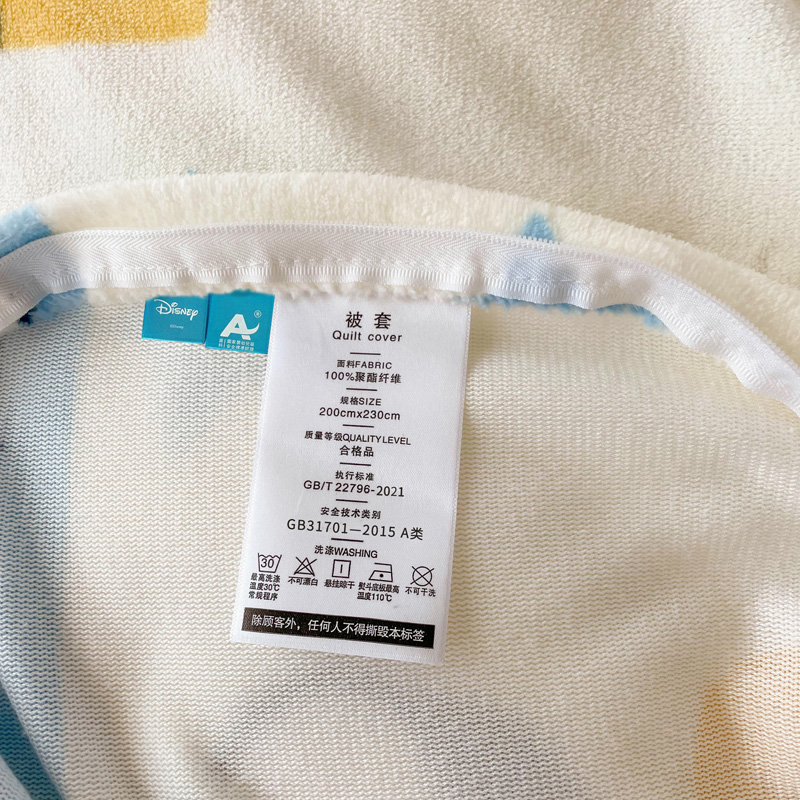 Disney
©Disney
A®
被套
Quilt cover
面料FABRIC
100%聚酯纤维
规格SIZE
200cmx230cm
质量等级QUALITY LEVEL
合格品
执行标准
GB/T 22796-2021
安全技术类别
GB31701—2015 A类
洗涤WASHING
30
最高洗涤
温度30℃
常规程序
不可漂白
悬挂晾干
熨斗底板最高
温度110℃
不可干洗
除顾客外，任何人不得撕毁本标签